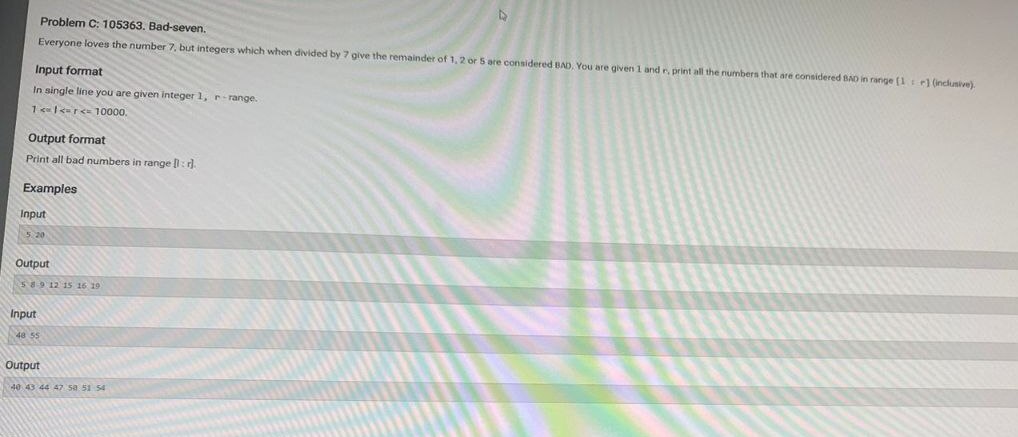 Problem C: 105363. Bad-seven.
Everyone loves the number 7, but integers which when divided by 7 give the remainder of 1, 2 or 5 are considered BAD. You are given l and r, print all the numbers that are considered BAD in range [l : r] (inclusive).
Input format
In single line you are given integer l, r - range.
1 <= l <= r <= 10000.
Output format
Print all bad numbers in range [l : r].
Examples
Input
5 20
Output
5 8 9 12 15 16 19
Input
40 55
Output
40 43 44 47 50 51 54